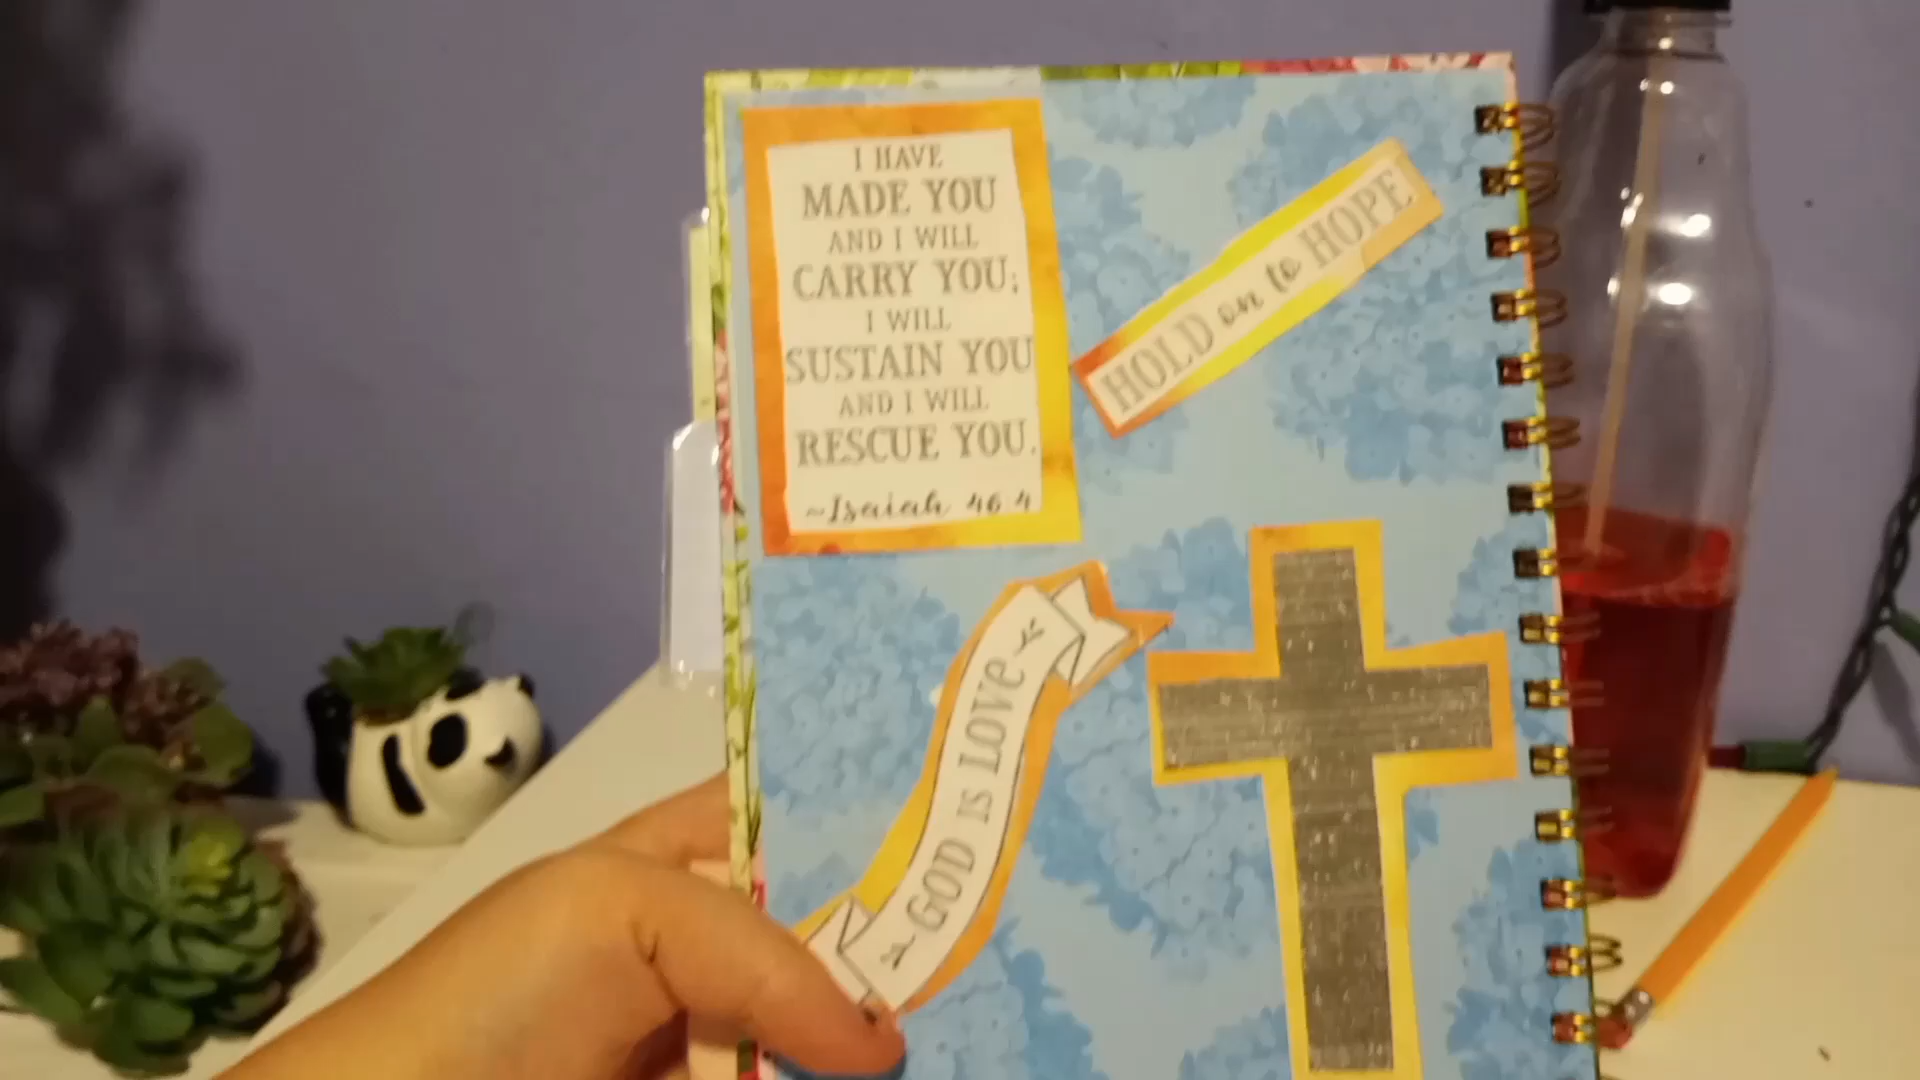 I HAVE
MADE YOU
AND I WILL
CARRY YOU;
I WILL
SUSTAIN YOU
AND I WILL
RESCUE YOU.
~Isaiah 46:4
HOLD on to HOPE
GOD IS LOVE